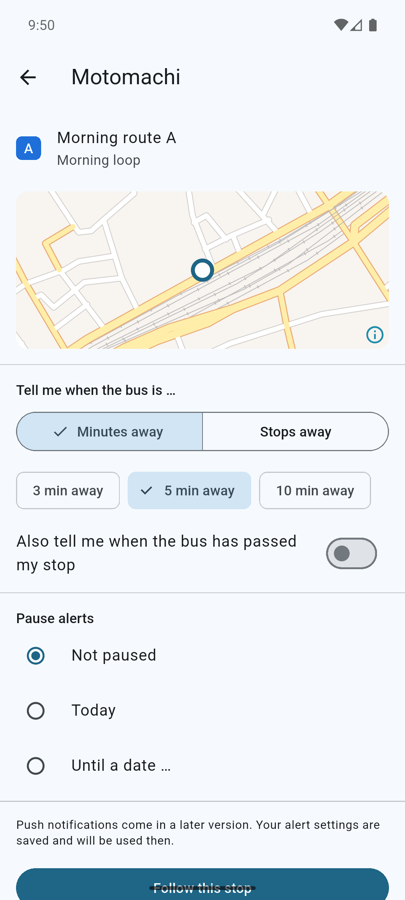 9:50
Motomachi
A
Morning route A
Morning loop
Tell me when the bus is …
Minutes away
Stops away
3 min away
5 min away
10 min away
Also tell me when the bus has passed
my stop
Pause alerts
Not paused
Today
Until a date …
Push notifications come in a later version. Your alert settings are
saved and will be used then.
Follow this stop